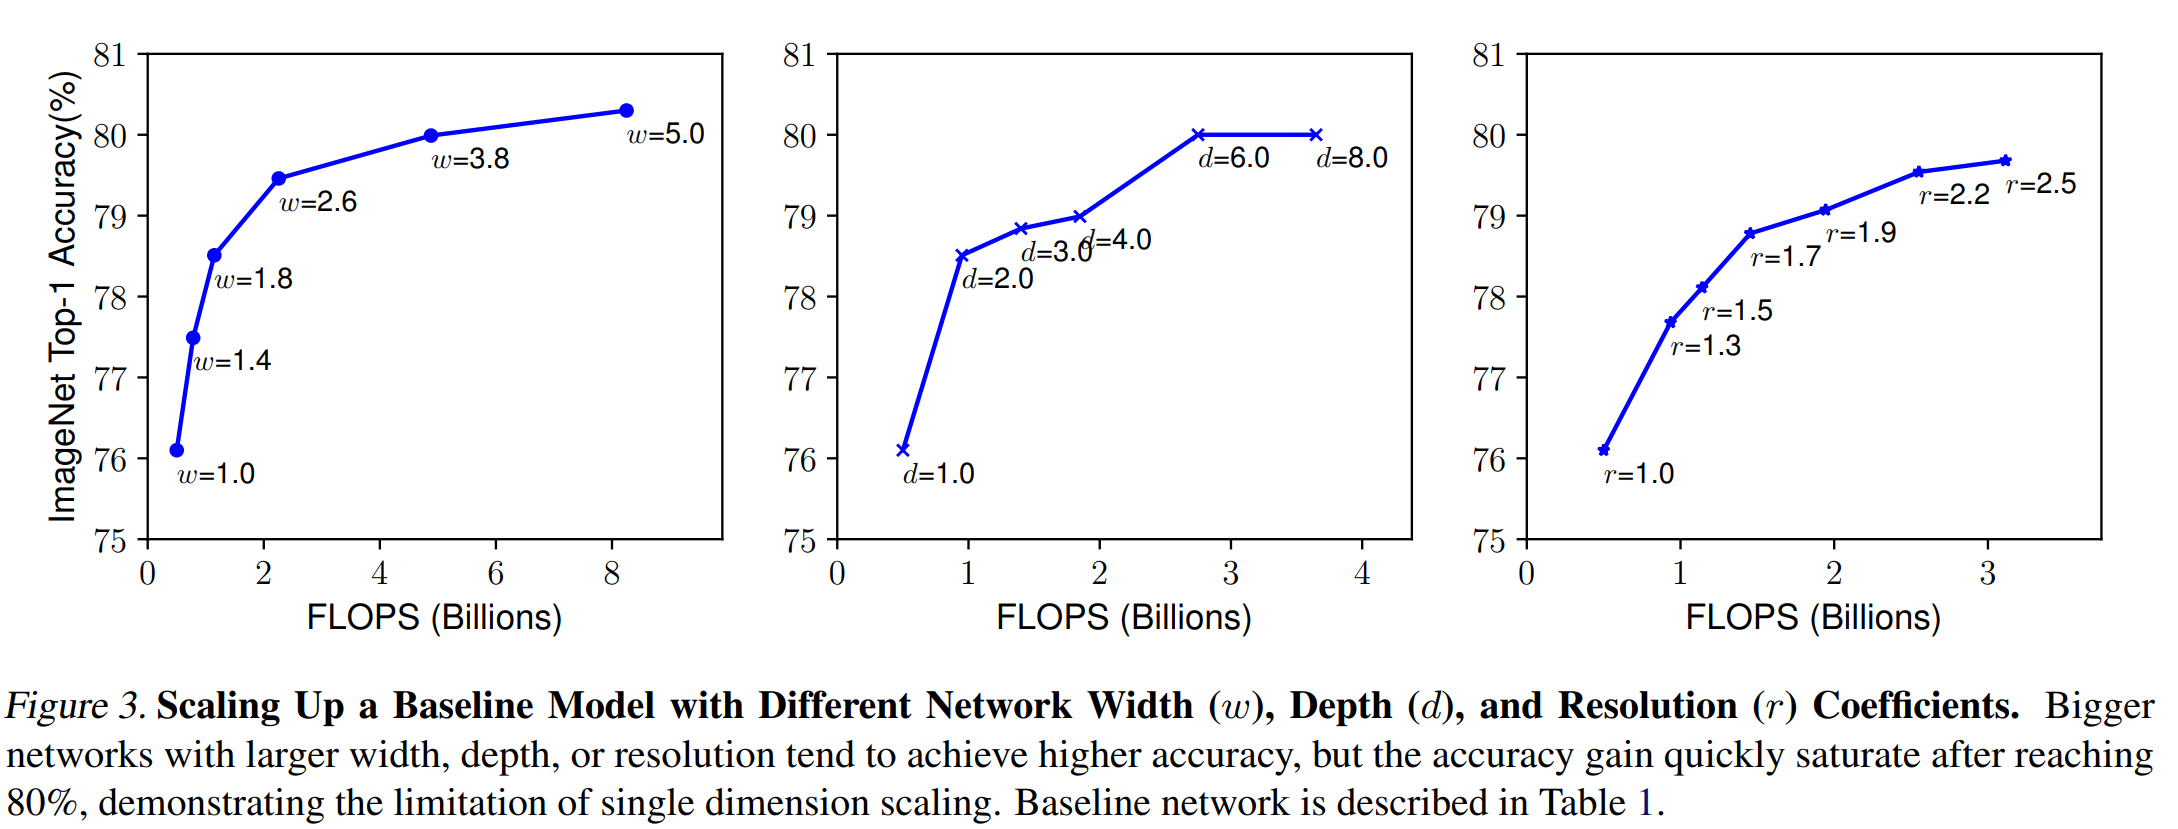 ImageNet Top-1 Accuracy(%)
81
80
79
78
77
76
75
w=1.0
w=1.4
w=1.8
w=2.6
w=3.8
w=5.0
0 2 4 6 8
FLOPS (Billions)
81
80
79
78
77
76
75
d=1.0
d=2.0
d=3.0
d=4.0
d=6.0
d=8.0
0 1 2 3 4
FLOPS (Billions)
81
80
79
78
77
76
75
r=1.0
r=1.3
r=1.5
r=1.7
r=1.9
r=2.2
r=2.5
0 1 2 3
FLOPS (Billions)
Figure 3. Scaling Up a Baseline Model with Different Network Width (w), Depth (d), and Resolution (r) Coefficients. Bigger
networks with larger width, depth, or resolution tend to achieve higher accuracy, but the accuracy gain quickly saturate after reaching
80%, demonstrating the limitation of single dimension scaling. Baseline network is described in Table 1.